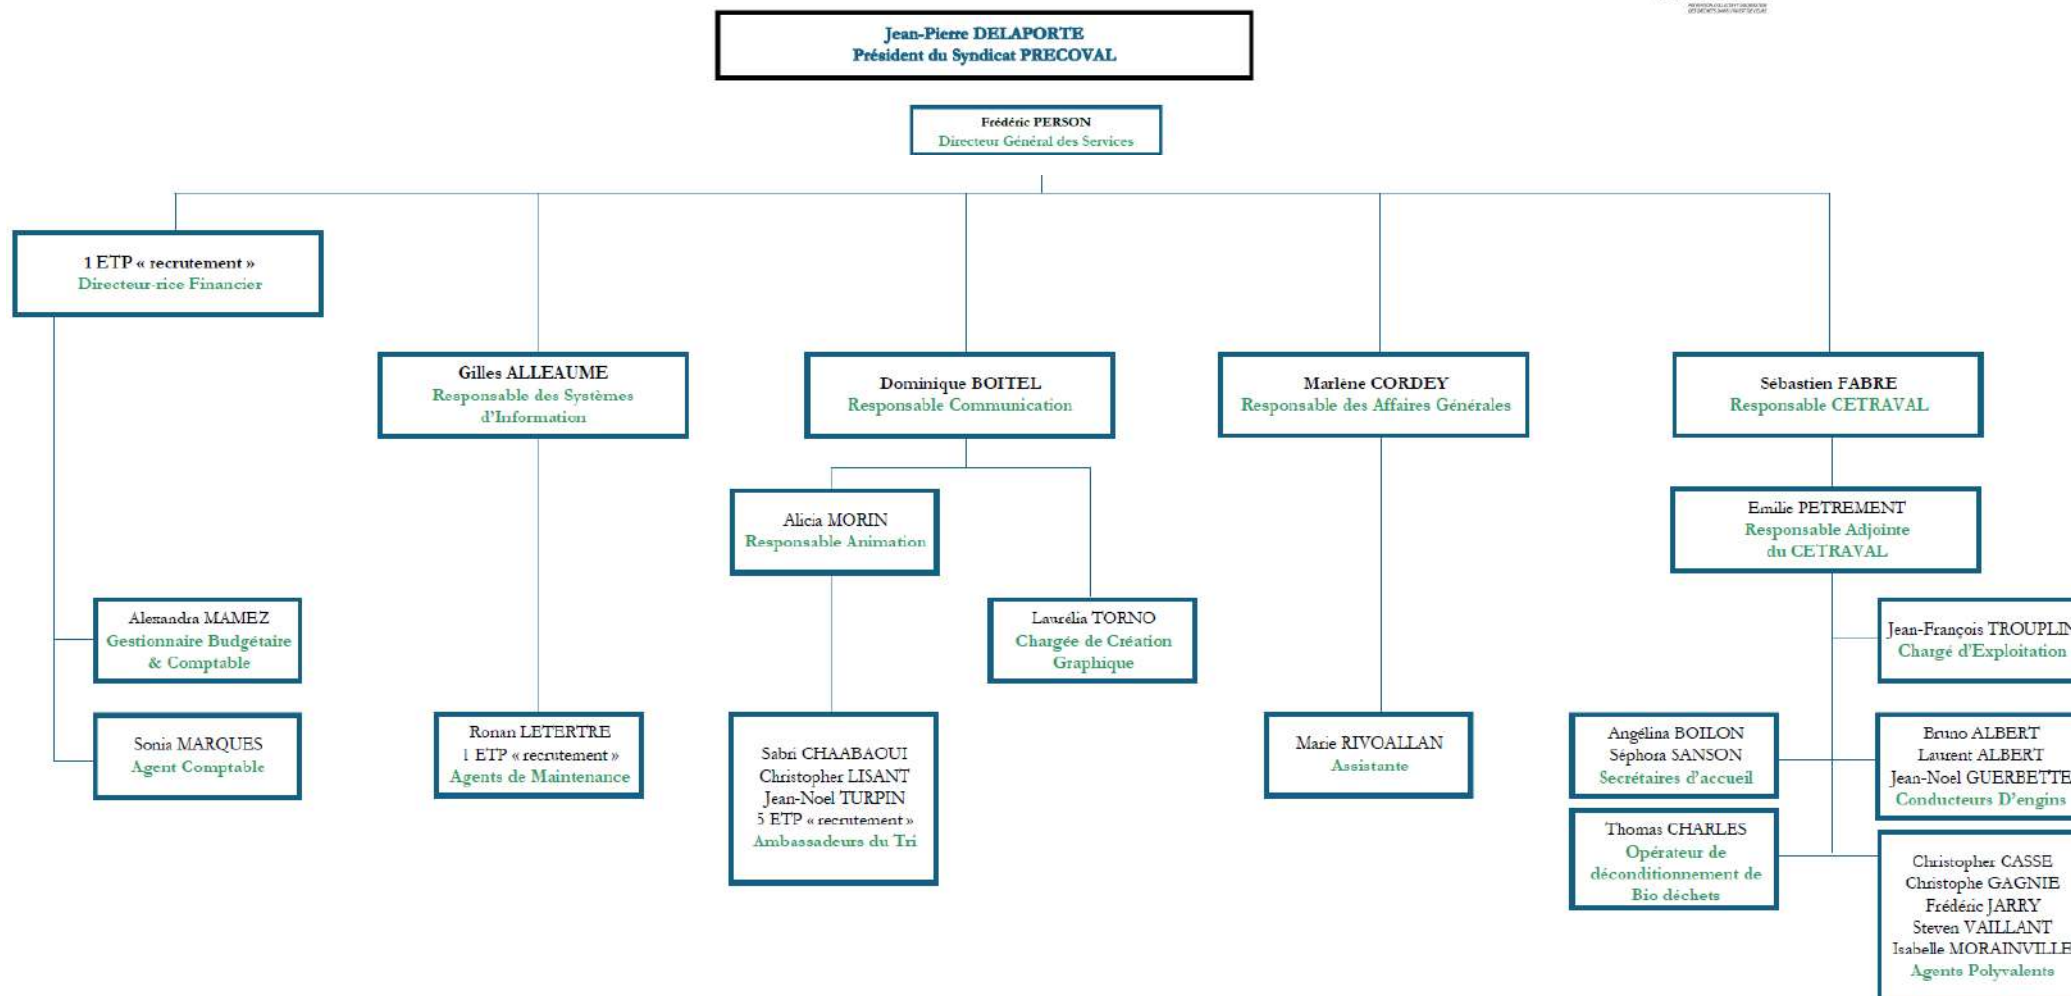 Jean-Pierre DELAPORTE
Président du Syndicat PRECOVAL
Frédéric PERSON
Directeur Général des Services
1 ETP « recrutement »
Directeur-rice Financier
Gilles ALLEAUME
Responsable des Systèmes
d'Information
Dominique BOITEL
Responsable Communication
Marlène CORDEY
Responsable des Affaires Générales
Sébastien FABRE
Responsable CETRAVAL
Alicia MORIN
Responsable Animation
Emilie PETREMENT
Responsable Adjointe
du CETRAVAL
Alexandra MAMEZ
Gestionnaire Budgétaire
& Comptable
Laurélia TORNO
Chargée de Création
Graphique
Jean-François TROUPLIN
Chargé d'Exploitation
Sonia MARQUES
Agent Comptable
Ronan LETERTRE
1 ETP « recrutement »
Agents de Maintenance
Sabri CHAABAOUI
Christopher LISANT
Jean-Noel TURPIN
5 ETP « recrutement »
Ambassadeurs du Tri
Marie RIVOALLAN
Assistante
Angélina BOILON
Séphora SANSON
Secrétaires d'accueil
Bruno ALBERT
Laurent ALBERT
Jean-Noel GUERBETTE
Conducteurs D'engins
Thomas CHARLES
Opérateur de
déconditionnement de
Bio déchets
Christopher CASSE
Christophe GAGNIE
Frédéric JARRY
Steven VAILLANT
Isabelle MORAINVILLE
Agents Polyvalents